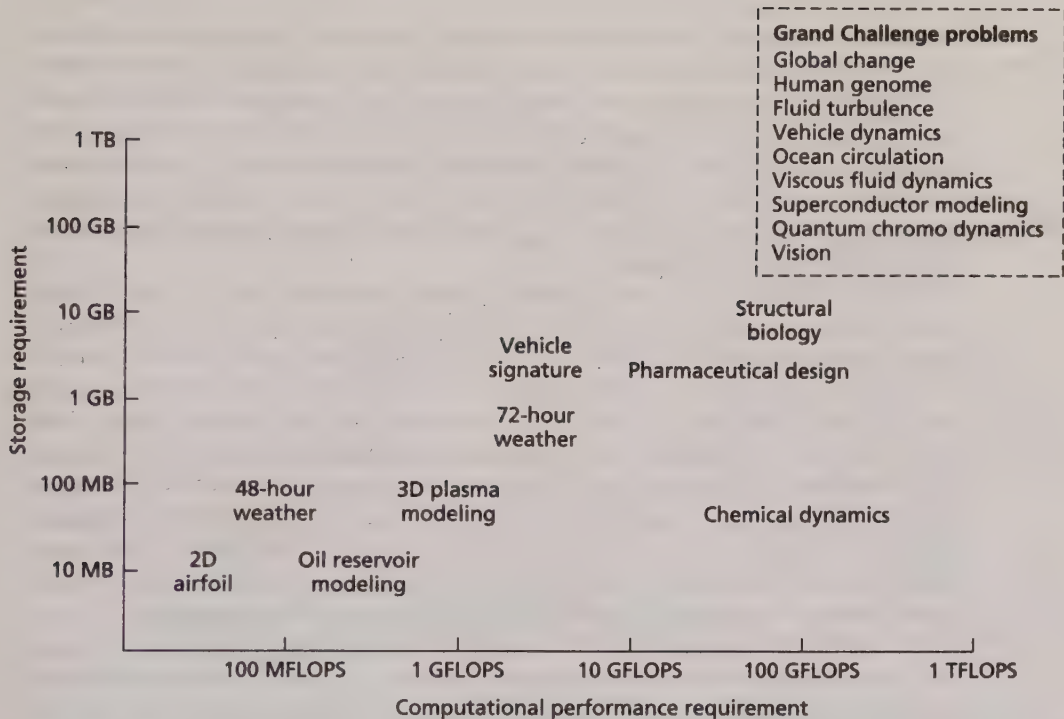 Grand Challenge problems
Global change
Human genome
Fluid turbulence
Vehicle dynamics
Ocean circulation
Viscous fluid dynamics
Superconductor modeling
Quantum chromo dynamics
Vision
1 TB
100 GB
10 GB
1 GB
100 MB
10 MB
Storage requirement
Structural
biology
Vehicle
signature
Pharmaceutical design
72-hour
weather
48-hour
weather
3D plasma
modeling
Chemical dynamics
2D
airfoil
Oil reservoir
modeling
100 MFLOPS
1 GFLOPS
10 GFLOPS
100 GFLOPS
1 TFLOPS
Computational performance requirement